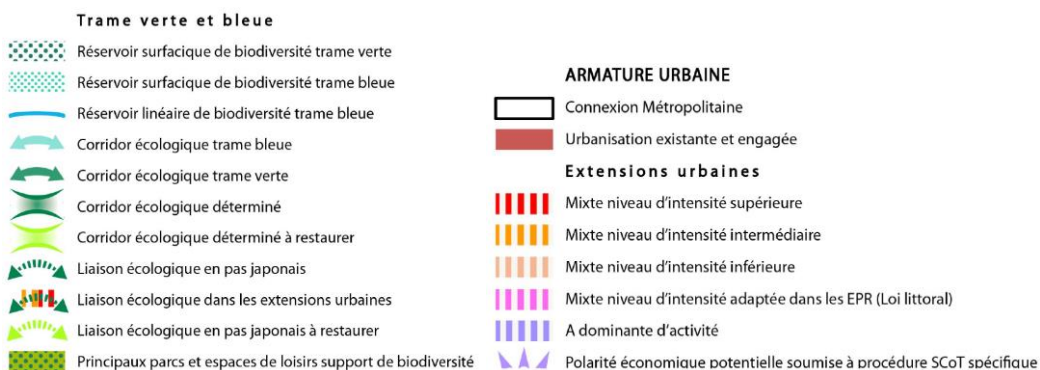 Trame verte et bleue
Réservoir surfacique de biodiversité trame verte
Réservoir surfacique de biodiversité trame bleue
Réservoir linéaire de biodiversité trame bleue
Corridor écologique trame bleue
Corridor écologique trame verte
Corridor écologique déterminé
Corridor écologique déterminé à restaurer
Liaison écologique en pas japonais
Liaison écologique dans les extensions urbaines
Liaison écologique en pas japonais à restaurer
Principaux parcs et espaces de loisirs support de biodiversité
ARMATURE URBAINE
Connexion Métropolitaine
Urbanisation existante et engagée
Extensions urbaines
Mixte niveau d'intensité supérieure
Mixte niveau d'intensité intermédiaire
Mixte niveau d'intensité inférieure
Mixte niveau d'intensité adaptée dans les EPR (Loi littoral)
A dominante d'activité
Polarité économique potentielle soumise à procédure SCoT spécifique